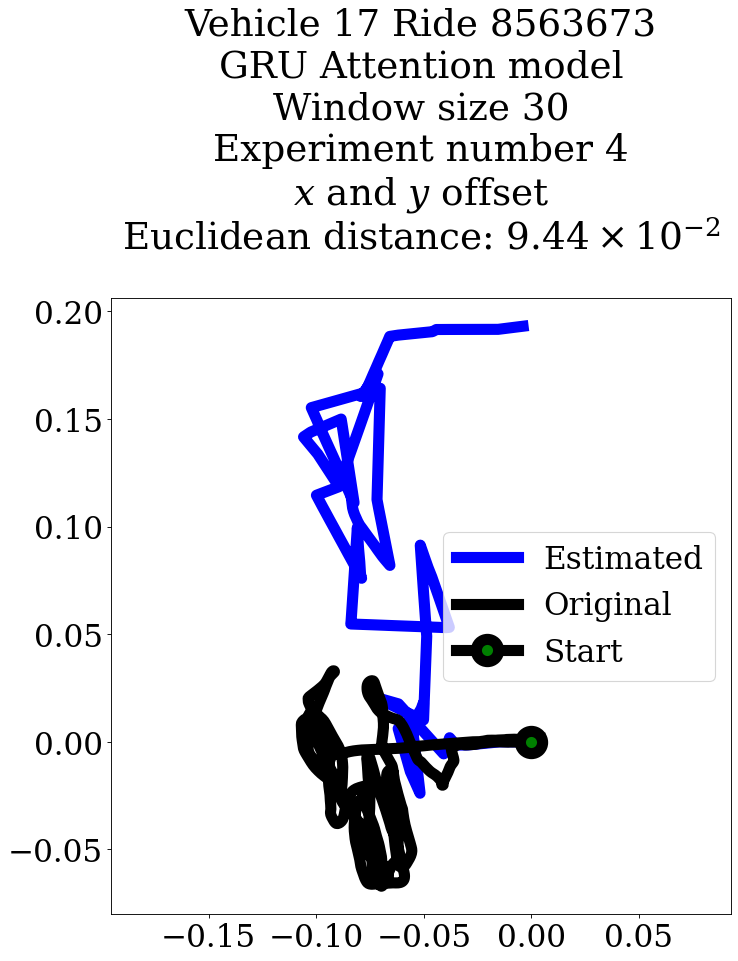 Vehicle 17 Ride 8563673
GRU Attention model
Window size 30
Experiment number 4
x and y offset
Euclidean distance: 9.44 × 10⁻²
0.20
0.15
0.10
0.05
0.00
−0.05
Estimated
Original
Start
−0.15 −0.10 −0.05 0.00 0.05